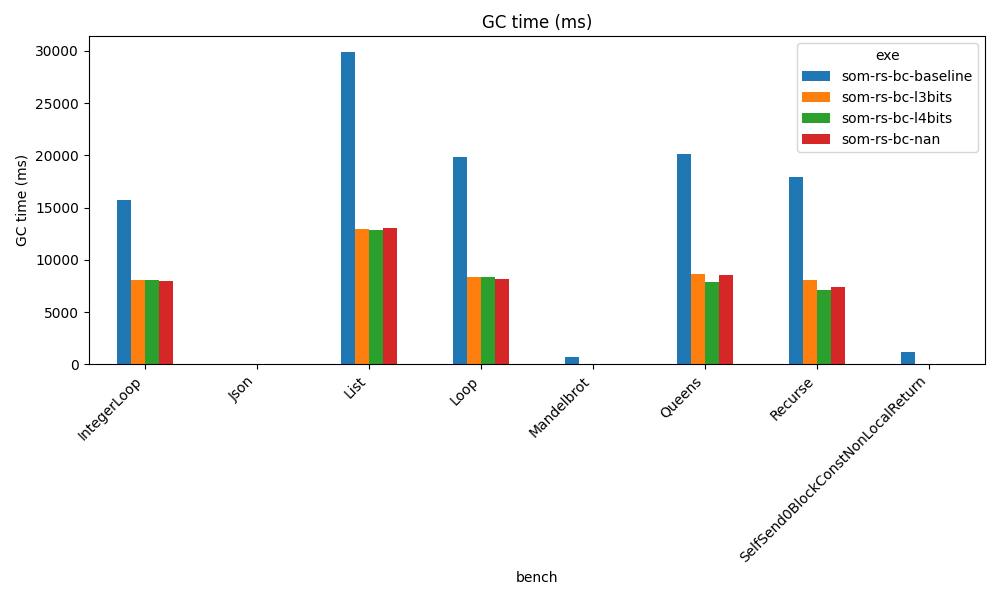 GC time (ms)
GC time (ms)
30000
25000
20000
15000
10000
5000
0
exe
som-rs-bc-baseline
som-rs-bc-l3bits
som-rs-bc-l4bits
som-rs-bc-nan
IntegerLoop
Json
List
Loop
Mandelbrot
Queens
Recurse
SelfSend0BlockConstNonLocalReturn
bench